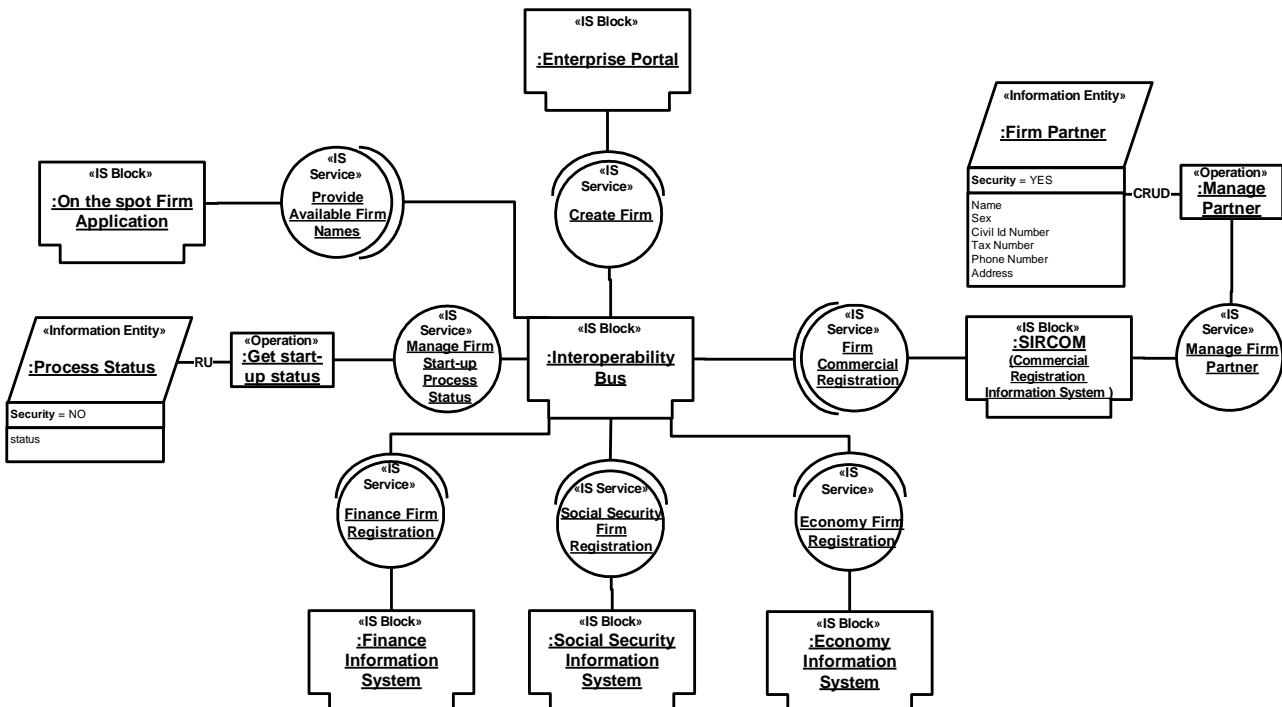 «IS Block»
:Enterprise Portal
«Information Entity»
:Firm Partner
Security = YES
Name
Sex
Civil Id Number
Tax Number
Phone Number
Address
CRUD
«Operation»
:Manage
Partner
«IS Block»
:On the spot Firm
Application
«IS
Service»
Provide
Available Firm
Names
«IS
Service»
Create Firm
«Information Entity»
:Process Status
Security = NO
status
RU
«Operation»
:Get start-
up status
«IS
Service»
Manage Firm
Start-up
Process
Status
«IS Block»
:Interoperability
Bus
«IS
Service»
Firm
Commercial
Registration
«IS Block»
:SIRCOM
(Commercial
Registration
Information System )
«IS
Service»
Manage Firm
Partner
«IS
Service»
Finance Firm
Registration
«IS Service»
Social Security
Firm
Registration
«IS
Service»
Economy Firm
Registration
«IS Block»
:Finance
Information
System
«IS Block»
:Social Security
Information
System
«IS Block»
:Economy
Information
System